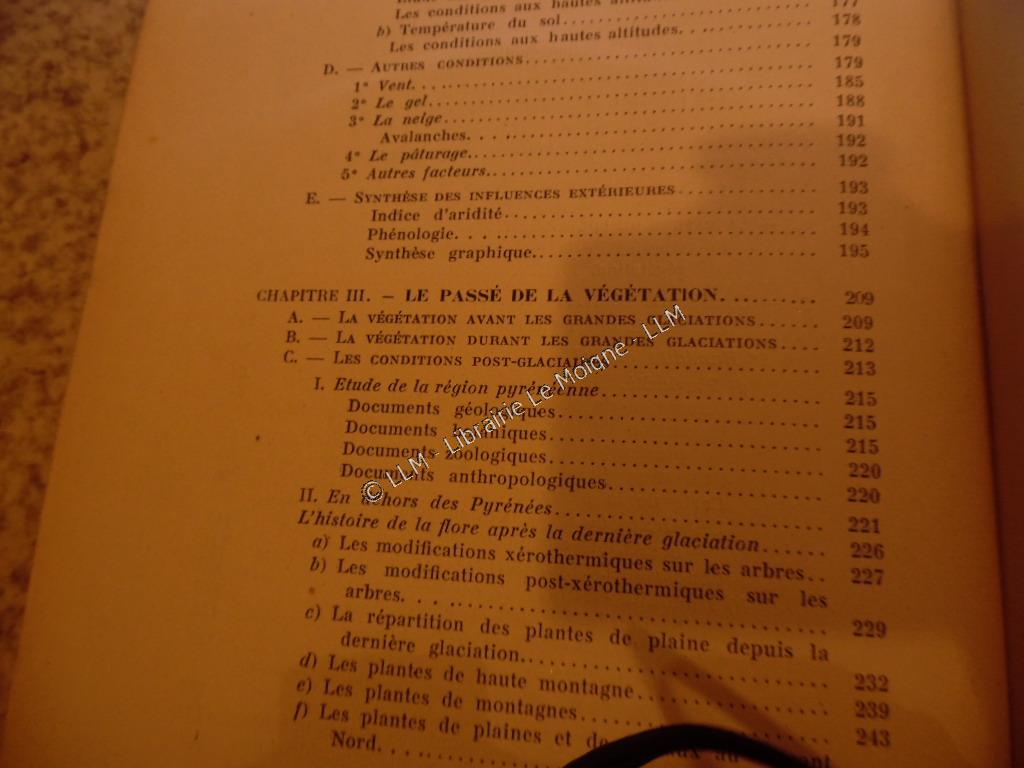 Les conditions aux hautes
b) Température du sol.......... 177
Les conditions aux hautes altitudes.......... 178
D. — AUTRES CONDITIONS.......... 179
1° Vent.......... 179
2° Le gel.......... 185
3° La neige.......... 188
Avalanches.......... 191
4° Le pâturage.......... 192
5° Autres facteurs.......... 192
E. — SYNTHÈSE DES INFLUENCES EXTÉRIEURES.......... 193
Indice d'aridité.......... 193
Phénologie.......... 194
Synthèse graphique.......... 195
CHAPITRE III. – LE PASSÉ DE LA VÉGÉTATION.......... 209
A. — LA VÉGÉTATION AVANT LES GRANDES GLACIATIONS...... 209
B. — LA VÉGÉTATION DURANT LES GRANDES GLACIATIONS.... 212
C. — LES CONDITIONS POST-GLACIAIRES.......... 213
I. Etude de la région pyrénéenne.......... 215
Documents géologiques.......... 215
Documents botaniques.......... 215
Documents zoologiques.......... 220
Documents anthropologiques.......... 220
II. En dehors des Pyrénées.......... 221
L'histoire de la flore après la dernière glaciation...... 226
a) Les modifications xérothermiques sur les arbres.. 227
b) Les modifications post-xérothermiques sur les
arbres.......... 229
c) La répartition des plantes de plaine depuis la
dernière glaciation.......... 232
d) Les plantes de haute montagne.......... 239
e) Les plantes de montagnes.......... 243
f) Les plantes de plaines et de
Nord..........
© LLM - Librairie Le Moigne - LLM